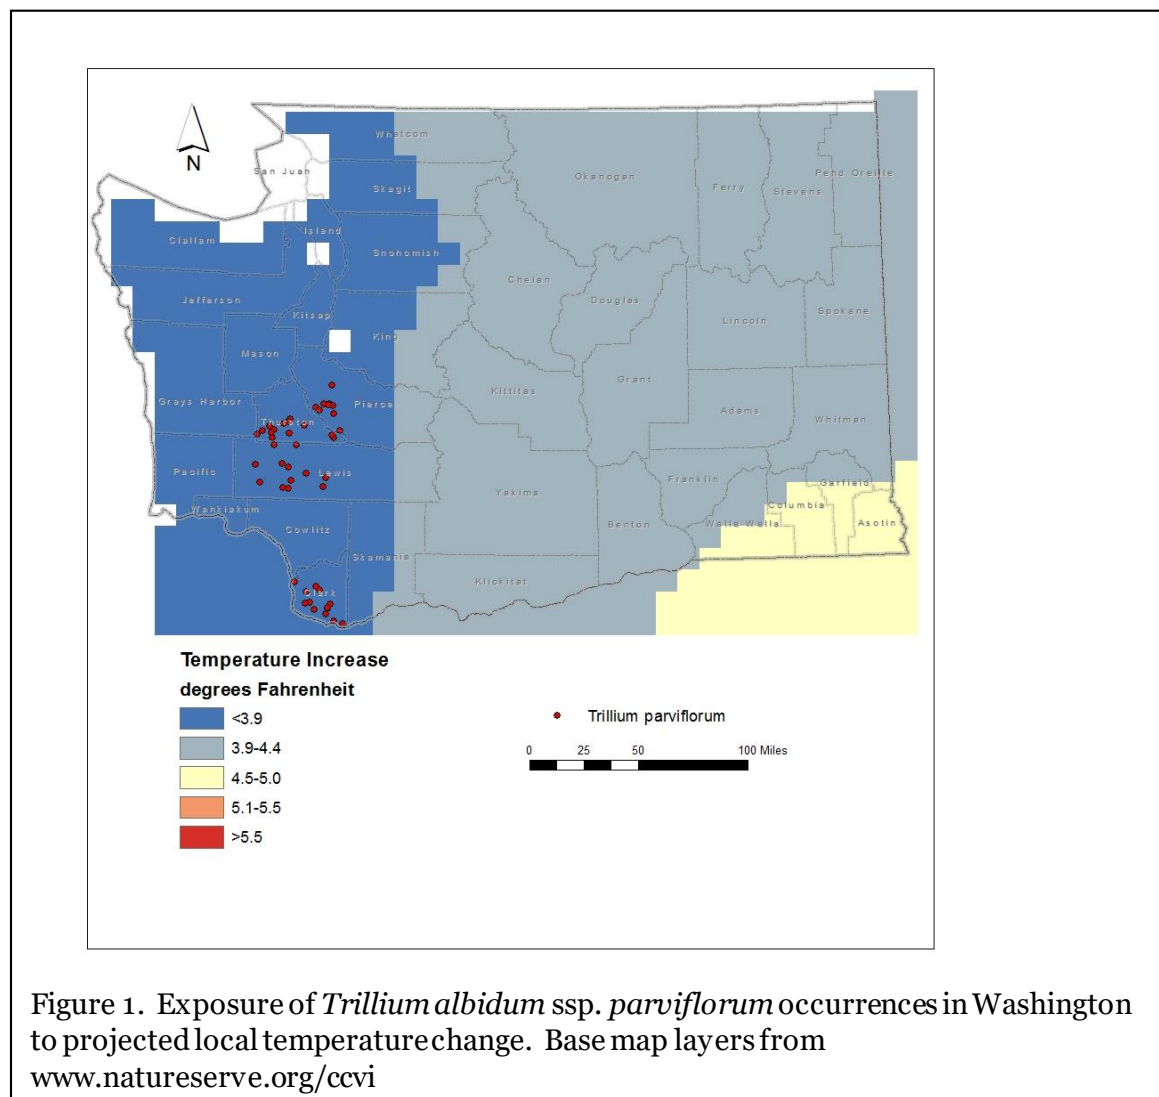 N
San Juan
Whatcom
Skagit
Okanogan
Ferry
Stevens
Pend Oreille
Clallam
Island
Snohomish
Chelan
Jefferson
Kitsap
King
Douglas
Lincoln
Spokane
Mason
Grays Harbor
Pierce
Kittitas
Grant
Adams
Whitman
Thurston
Pacific
Lewis
Yakima
Franklin
Garfield
Columbia
Wahkiakum
Cowlitz
Skamania
Benton
Walla Walla
Asotin
Clark
Klickitat
Temperature Increase
degrees Fahrenheit
<3.9
3.9-4.4
4.5-5.0
5.1-5.5
>5.5
Trillium parviflorum
0 25 50 100 Miles
Figure 1. Exposure of Trillium albidum ssp. parviflorum occurrences in Washington
to projected local temperature change. Base map layers from
www.natureserve.org/ccvi